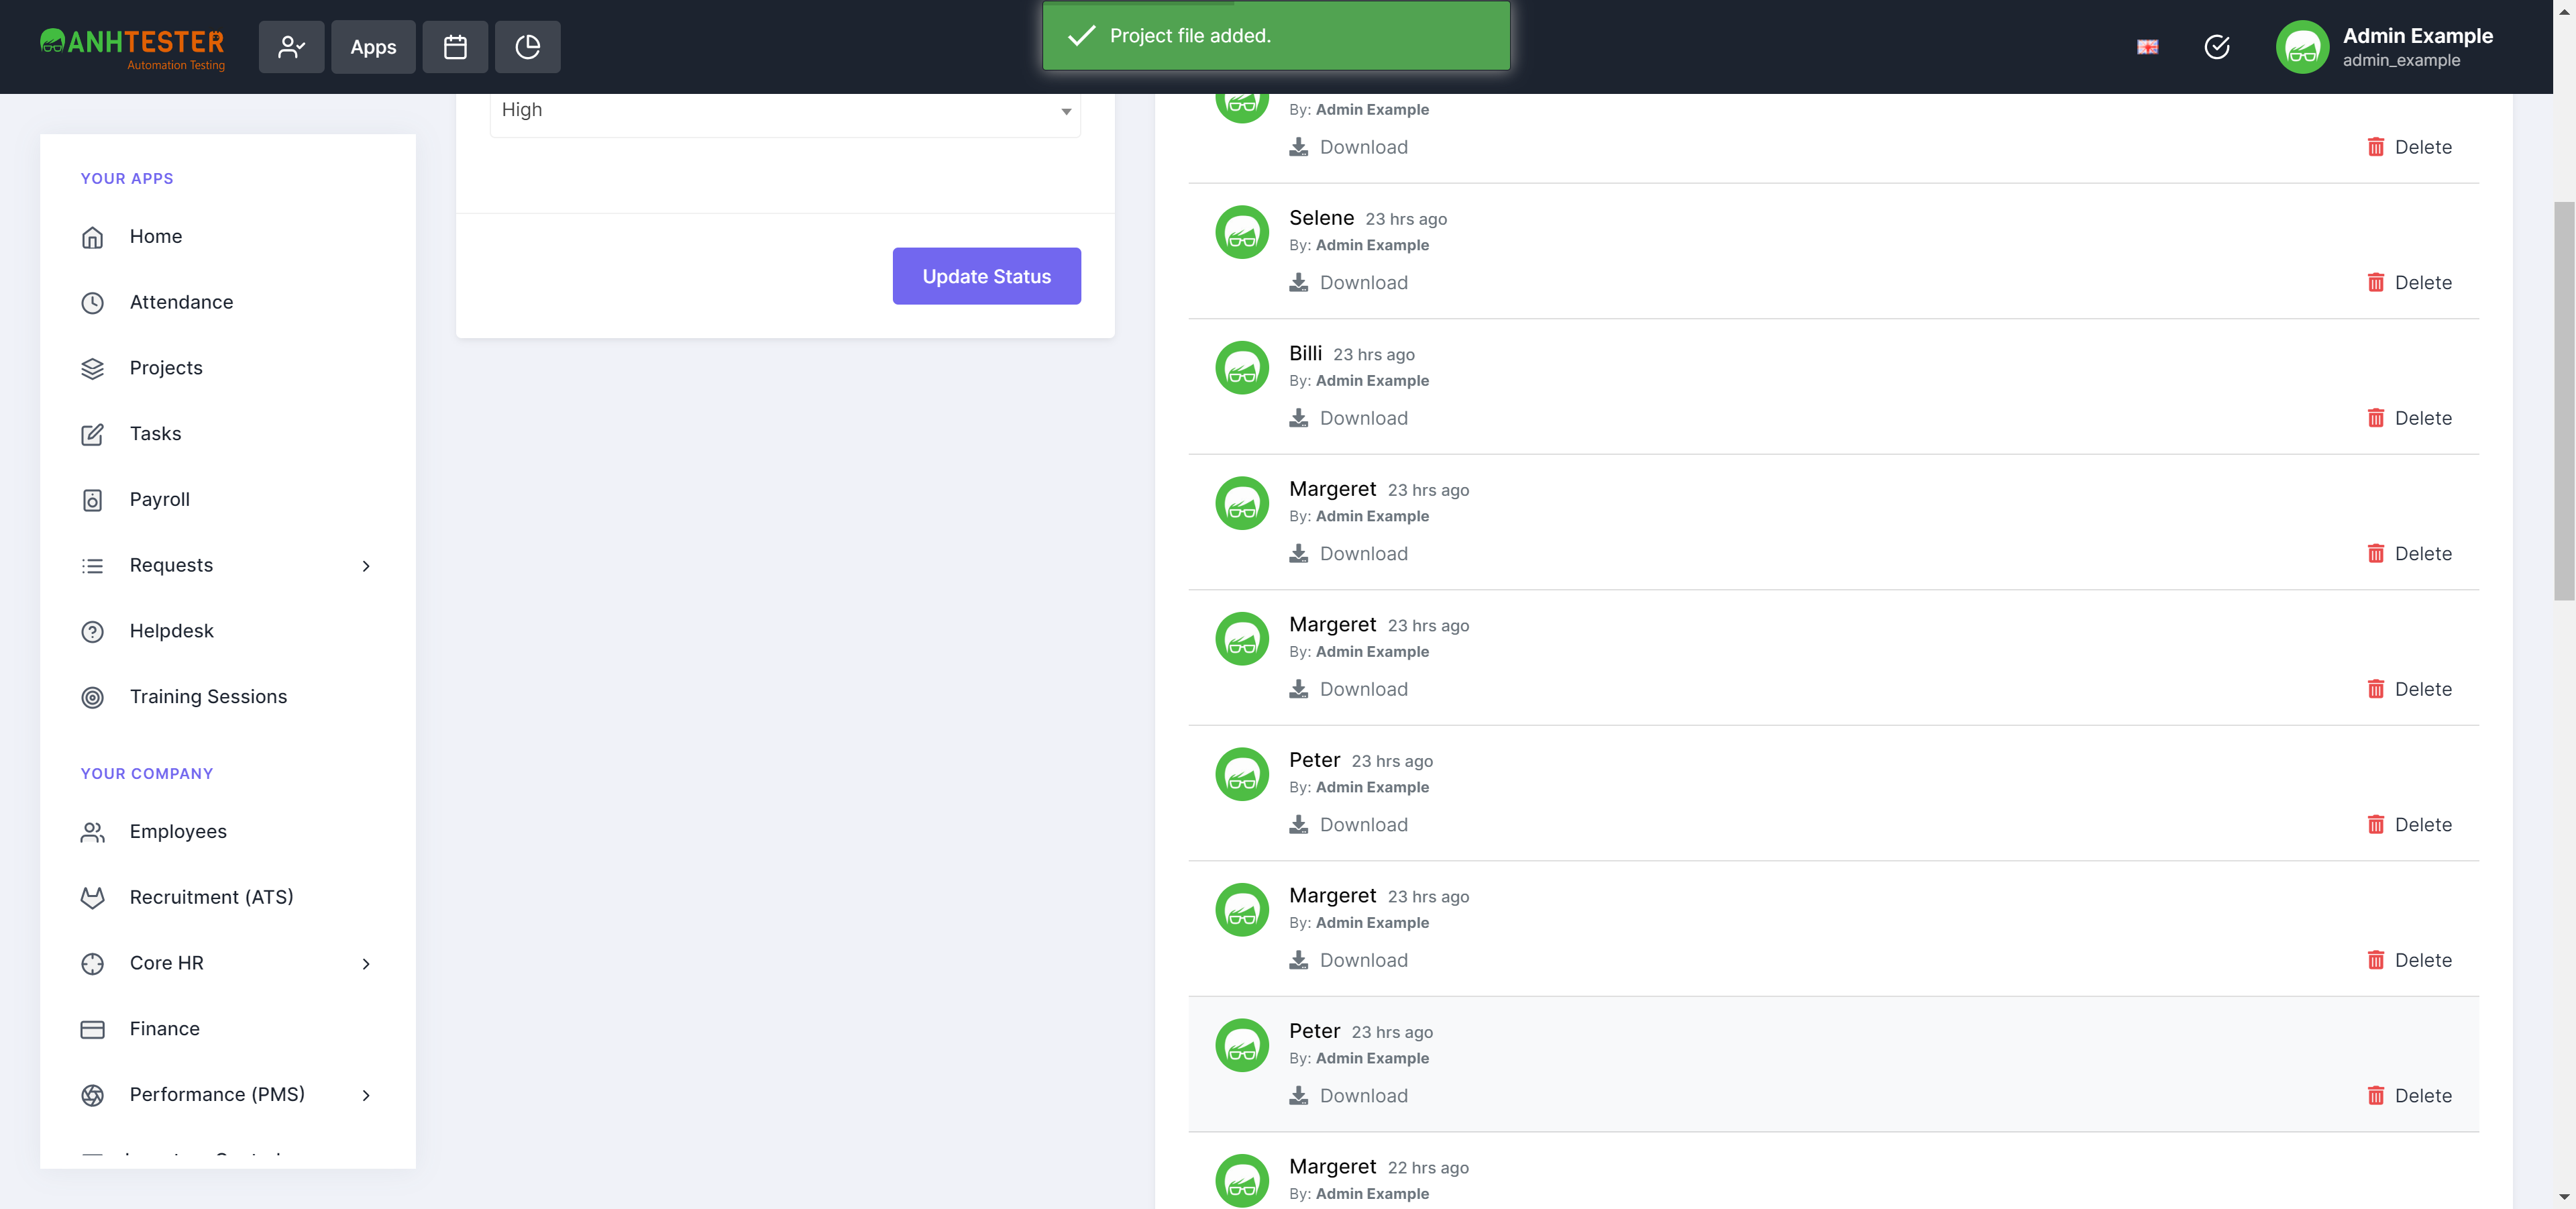 ANHTESTER
Automation Testing
Apps
Project file added.
Admin Example
admin_example
YOUR APPS
Home
Attendance
Projects
Tasks
Payroll
Requests
Helpdesk
Training Sessions
YOUR COMPANY
Employees
Recruitment (ATS)
Core HR
Finance
Performance (PMS)
High
Update Status
By: Admin Example
Download
Delete
Selene 23 hrs ago
By: Admin Example
Download
Delete
Billi 23 hrs ago
By: Admin Example
Download
Delete
Margeret 23 hrs ago
By: Admin Example
Download
Delete
Margeret 23 hrs ago
By: Admin Example
Download
Delete
Peter 23 hrs ago
By: Admin Example
Download
Delete
Margeret 23 hrs ago
By: Admin Example
Download
Delete
Peter 23 hrs ago
By: Admin Example
Download
Delete
Margeret 22 hrs ago
By: Admin Example